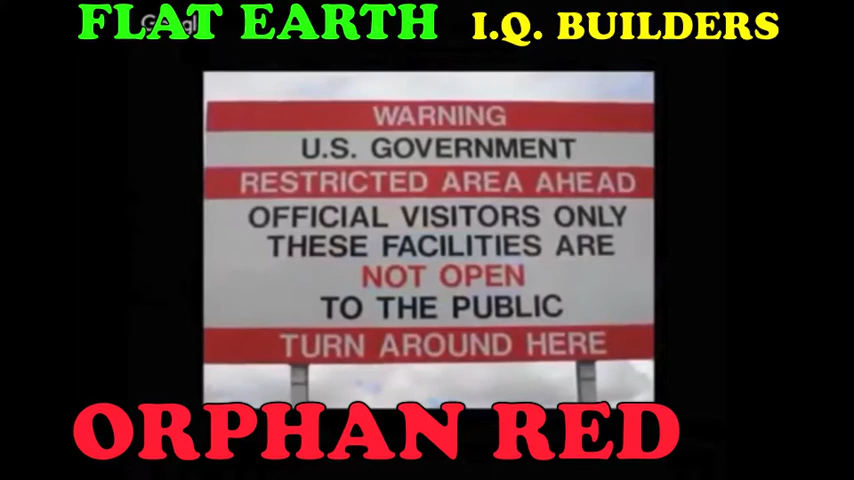 FLAT EARTH I.Q. BUILDERS
WARNING
U.S. GOVERNMENT
RESTRICTED AREA AHEAD
OFFICIAL VISITORS ONLY
THESE FACILITIES ARE
NOT OPEN
TO THE PUBLIC
TURN AROUND HERE
ORPHAN RED